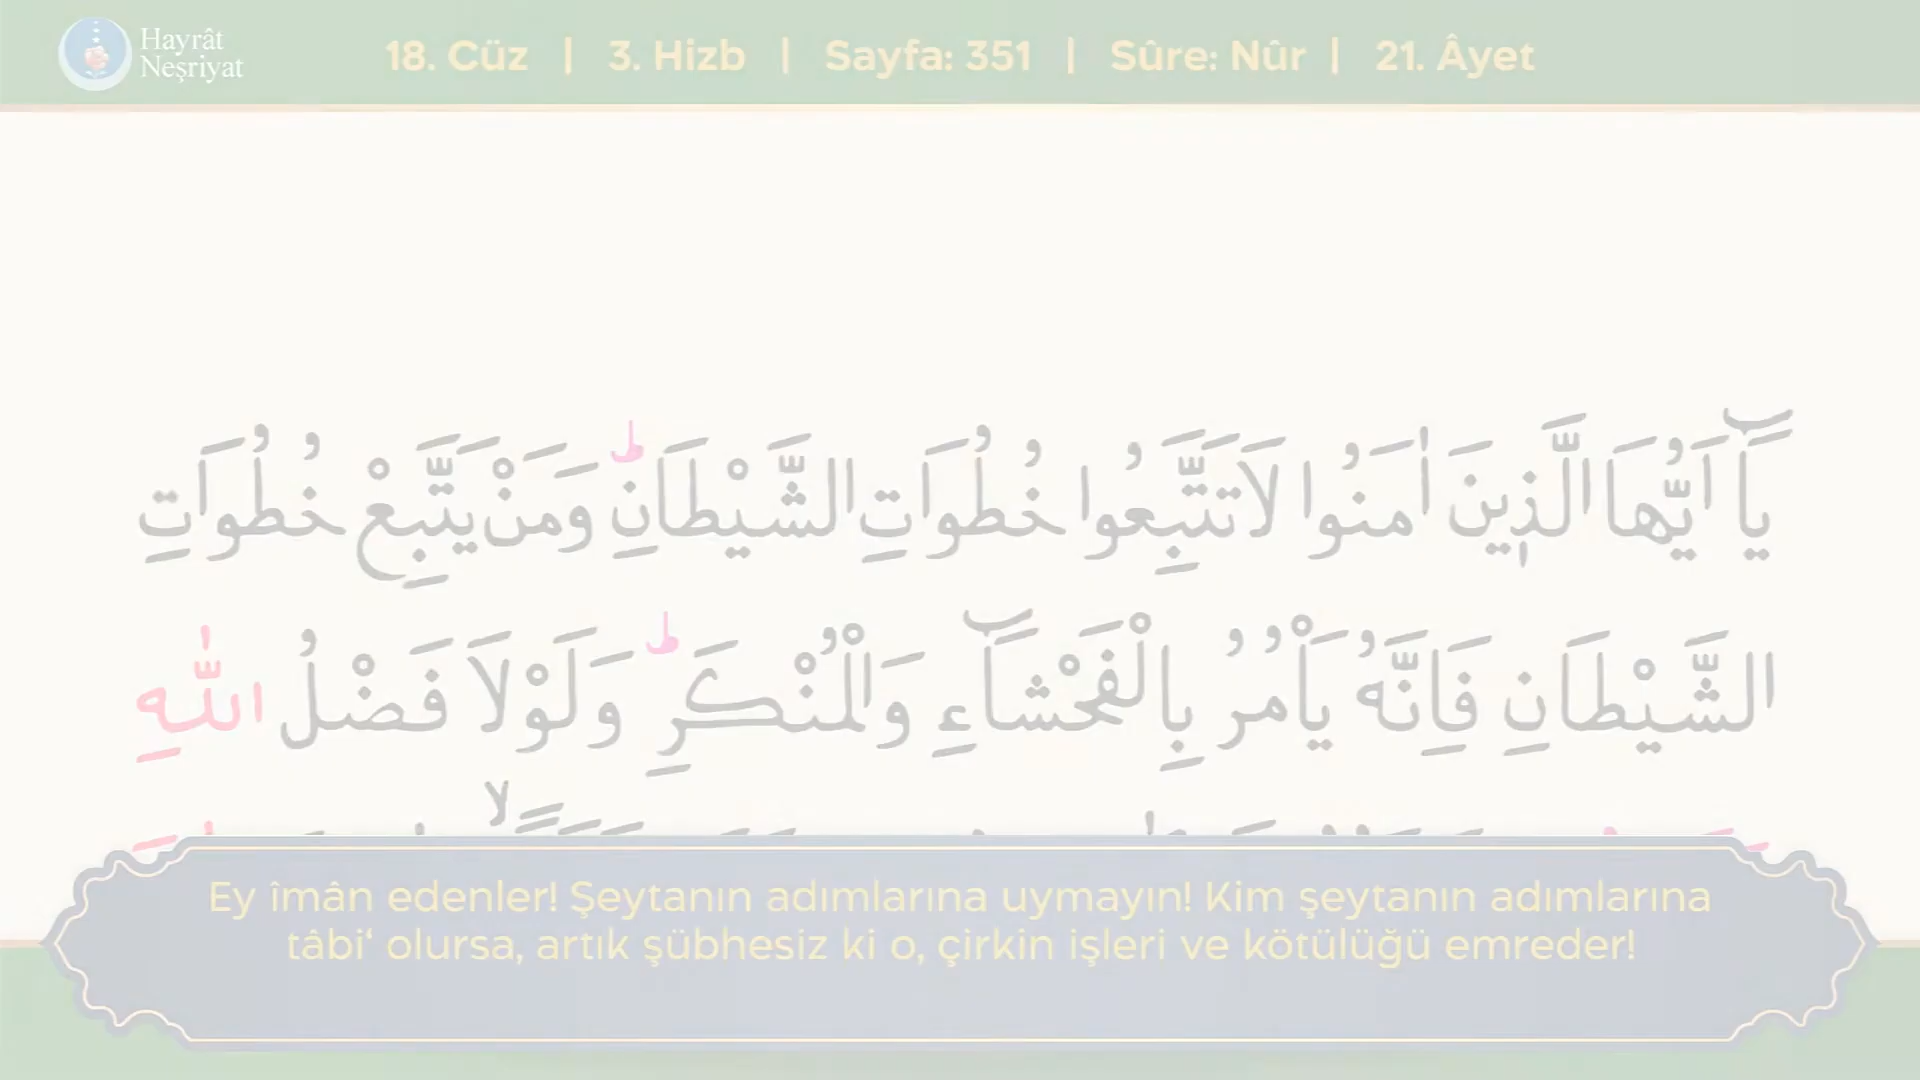 Hayrât
Neşriyat
18. Cüz | 3. Hizb | Sayfa: 351 | Sûre: Nûr | 21. Âyet
يَٓا اَيُّهَا الَّذ۪ينَ اٰمَنُوا لَا تَتَّبِعُوا خُطُوَاتِ الشَّيْطَانِۜ وَمَنْ يَتَّبِعْ خُطُوَاتِ
الشَّيْطَانِ فَاِنَّهُ يَأْمُرُ بِالْفَحْشَٓاءِ وَالْمُنْكَرِۜ وَلَوْلَا فَضْلُ اللّٰهِ
Ey îmân edenler! Şeytanın adımlarına uymayın! Kim şeytanın adımlarına
tâbi‘ olursa, artık şübhesiz ki o, çirkin işleri ve kötülüğü emreder!